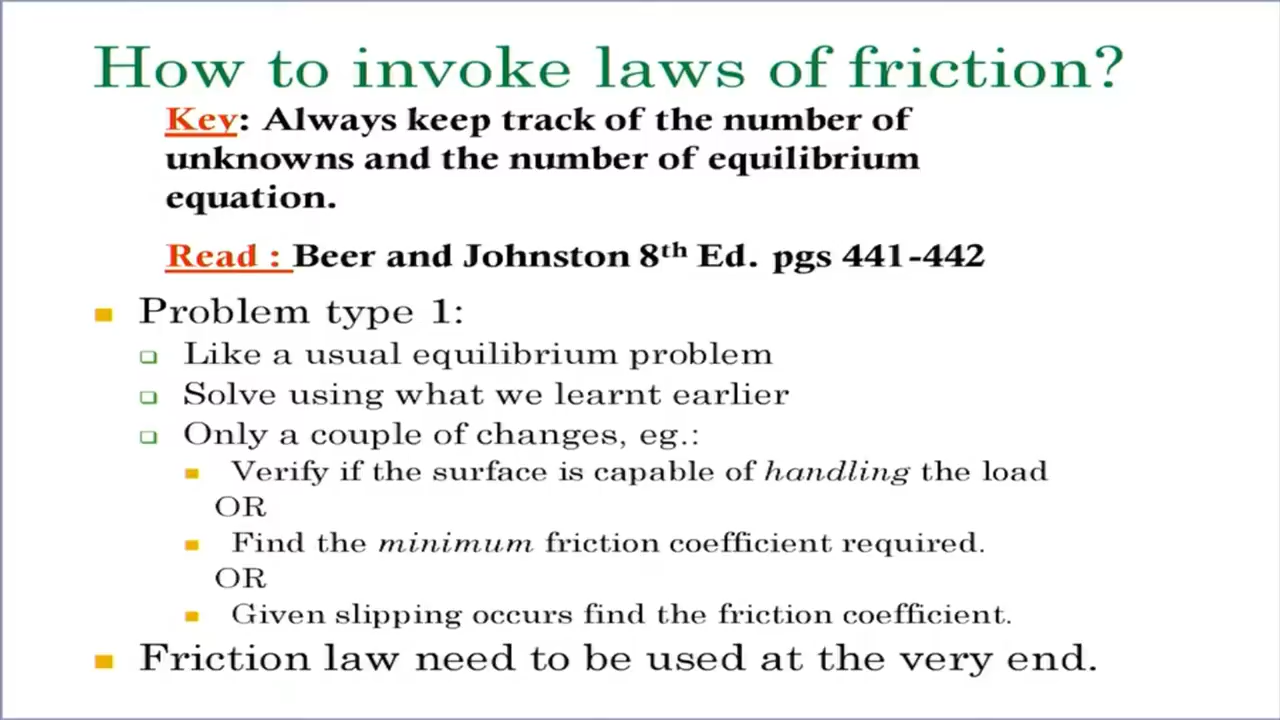 How to invoke laws of friction?
Key: Always keep track of the number of
unknowns and the number of equilibrium
equation.
Read : Beer and Johnston 8th Ed. pgs 441-442
Problem type 1:
Like a usual equilibrium problem
Solve using what we learnt earlier
Only a couple of changes, eg.:
Verify if the surface is capable of handling the load
OR
Find the minimum friction coefficient required.
OR
Given slipping occurs find the friction coefficient.
Friction law need to be used at the very end.